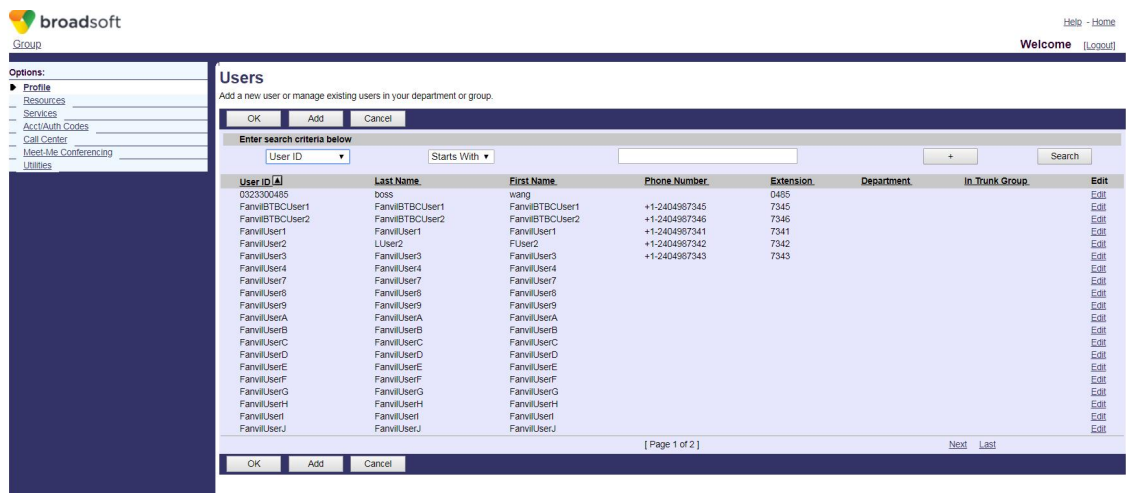 broadsoft
Help - Home
Group
Welcome [Logout]
Options:
Profile
Resources
Services
Acct/Auth Codes
Call Center
Meet-Me Conferencing
Utilities
Users
Add a new user or manage existing users in your department or group.
OK Add Cancel
Enter search criteria below
User ID Starts With + Search
User ID Last Name First Name Phone Number Extension Department In Trunk Group Edit
0323300485 boss wang 0485 Edit
FanvilBTBCUser1 FanvilBTBCUser1 FanvilBTBCUser1 +1-2404987345 7345 Edit
FanvilBTBCUser2 FanvilBTBCUser2 FanvilBTBCUser2 +1-2404987346 7346 Edit
FanvilUser1 FanvilUser1 FanvilUser1 +1-2404987341 7341 Edit
FanvilUser2 LUser2 FUser2 +1-2404987342 7342 Edit
FanvilUser3 FanvilUser3 FanvilUser3 +1-2404987343 7343 Edit
FanvilUser4 FanvilUser4 FanvilUser4 Edit
FanvilUser7 FanvilUser7 FanvilUser7 Edit
FanvilUser8 FanvilUser8 FanvilUser8 Edit
FanvilUser9 FanvilUser9 FanvilUser9 Edit
FanvilUserA FanvilUserA FanvilUserA Edit
FanvilUserB FanvilUserB FanvilUserB Edit
FanvilUserC FanvilUserC FanvilUserC Edit
FanvilUserD FanvilUserD FanvilUserD Edit
FanvilUserE FanvilUserE FanvilUserE Edit
FanvilUserF FanvilUserF FanvilUserF Edit
FanvilUserG FanvilUserG FanvilUserG Edit
FanvilUserH FanvilUserH FanvilUserH Edit
FanvilUserI FanvilUserI FanvilUserI Edit
FanvilUserJ FanvilUserJ FanvilUserJ Edit
[ Page 1 of 2 ] Next Last
OK Add Cancel